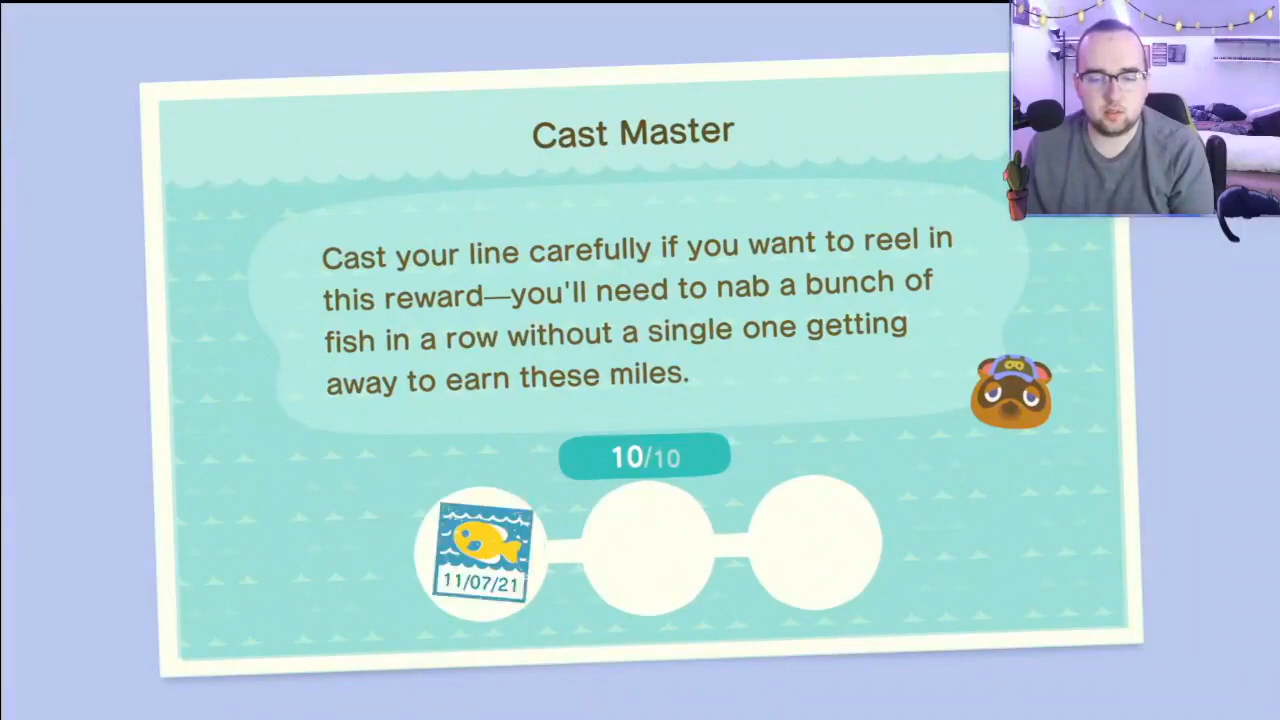 Cast Master
Cast your line carefully if you want to reel in
this reward—you'll need to nab a bunch of
fish in a row without a single one getting
away to earn these miles.
10/10
11/07/21